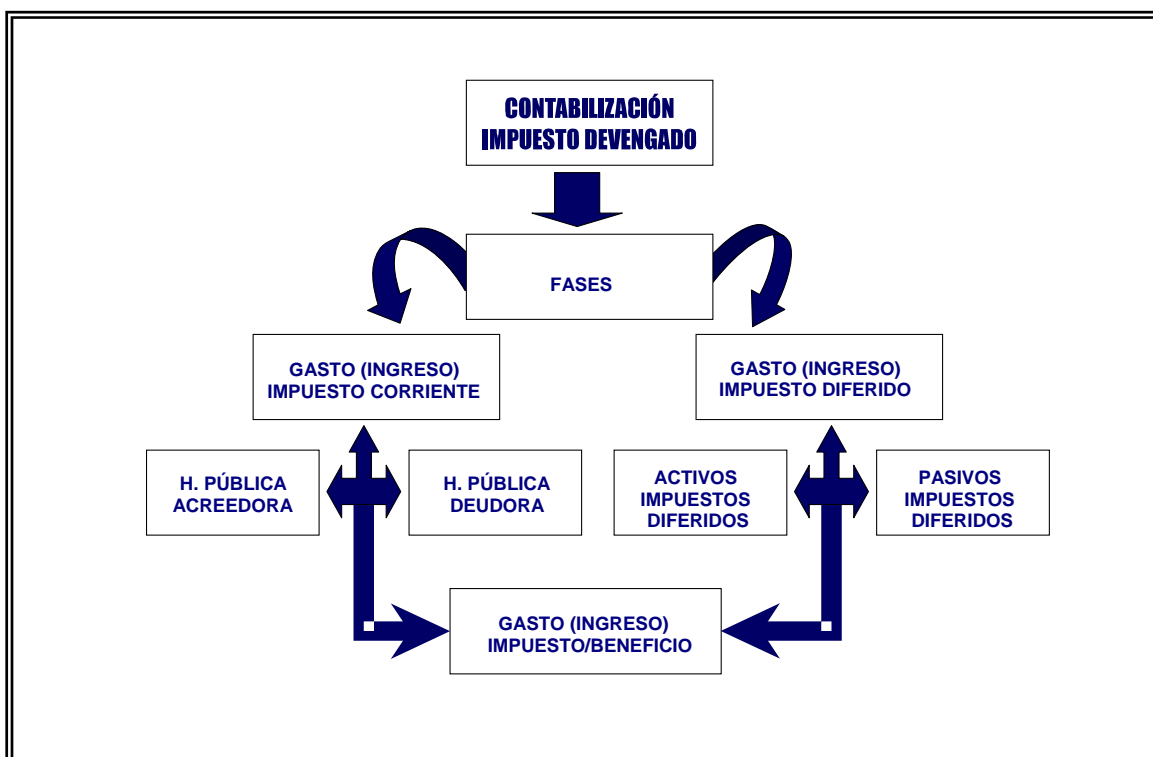 CONTABILIZACIÓN
IMPUESTO DEVENGADO
FASES
GASTO (INGRESO)
IMPUESTO CORRIENTE
GASTO (INGRESO)
IMPUESTO DIFERIDO
H. PÚBLICA
ACREEDORA
H. PÚBLICA
DEUDORA
ACTIVOS
IMPUESTOS
DIFERIDOS
PASIVOS
IMPUESTOS
DIFERIDOS
GASTO (INGRESO)
IMPUESTO/BENEFICIO